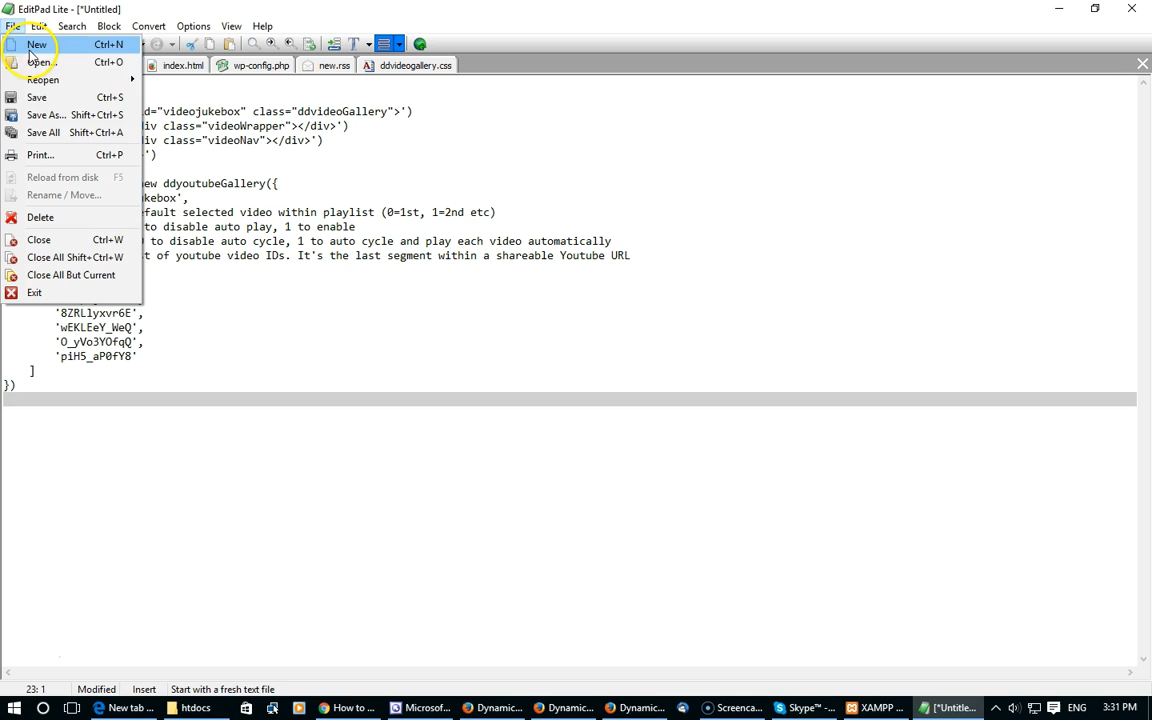 EditPad Lite - [*Untitled]
File Edit Search Block Convert Options View Help
New Ctrl+N
index.html wp-config.php new.rss ddvideogallery.css
Open... Ctrl+O
Reopen
Save Ctrl+S
Save As... Shift+Ctrl+S
Save All Shift+Ctrl+A
Print... Ctrl+P
Reload from disk F5
Rename / Move...
Delete
Close Ctrl+W
Close All Shift+Ctrl+W
Close All But Current
Exit
d="videojukebox" class="ddvideoGallery">')
iv class="videoWrapper"></div>')
iv class="videoNav"></div>')
')
ew ddyoutubeGallery({
kebox',
fault selected video within playlist (0=1st, 1=2nd etc)
to disable auto play, 1 to enable
to disable auto cycle, 1 to auto cycle and play each video automatically
t of youtube video IDs. It's the last segment within a shareable Youtube URL
'8ZRLlyxvr6E',
'wEKLEeY_WeQ',
'O_yVo3YOfqQ',
'piH5_aP0fY8'
]
})
23: 1 Modified Insert Start with a fresh text file
New tab ... htdocs How to ... Microsof... Dynamic... Dynamic... Dynamic... Screenca... Skype™ -... XAMPP ... [*Untitle... ENG 3:31 PM